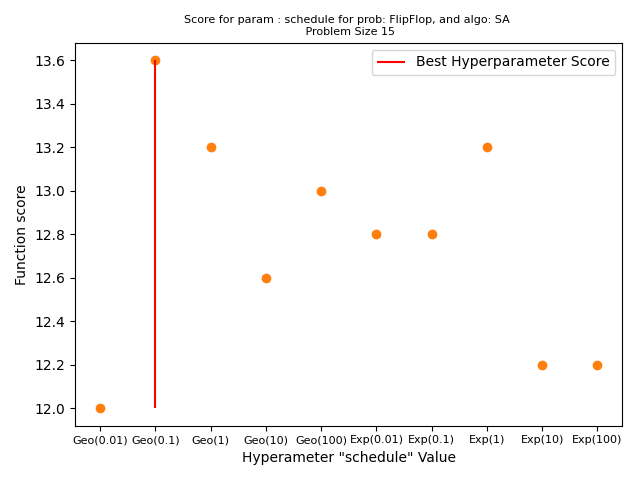 Score for param : schedule for prob: FlipFlop, and algo: SA
Problem Size 15
Best Hyperparameter Score
Function score
13.6
13.4
13.2
13.0
12.8
12.6
12.4
12.2
12.0
Geo(0.01) Geo(0.1) Geo(1) Geo(10) Geo(100) Exp(0.01) Exp(0.1) Exp(1) Exp(10) Exp(100)
Hyperameter "schedule" Value